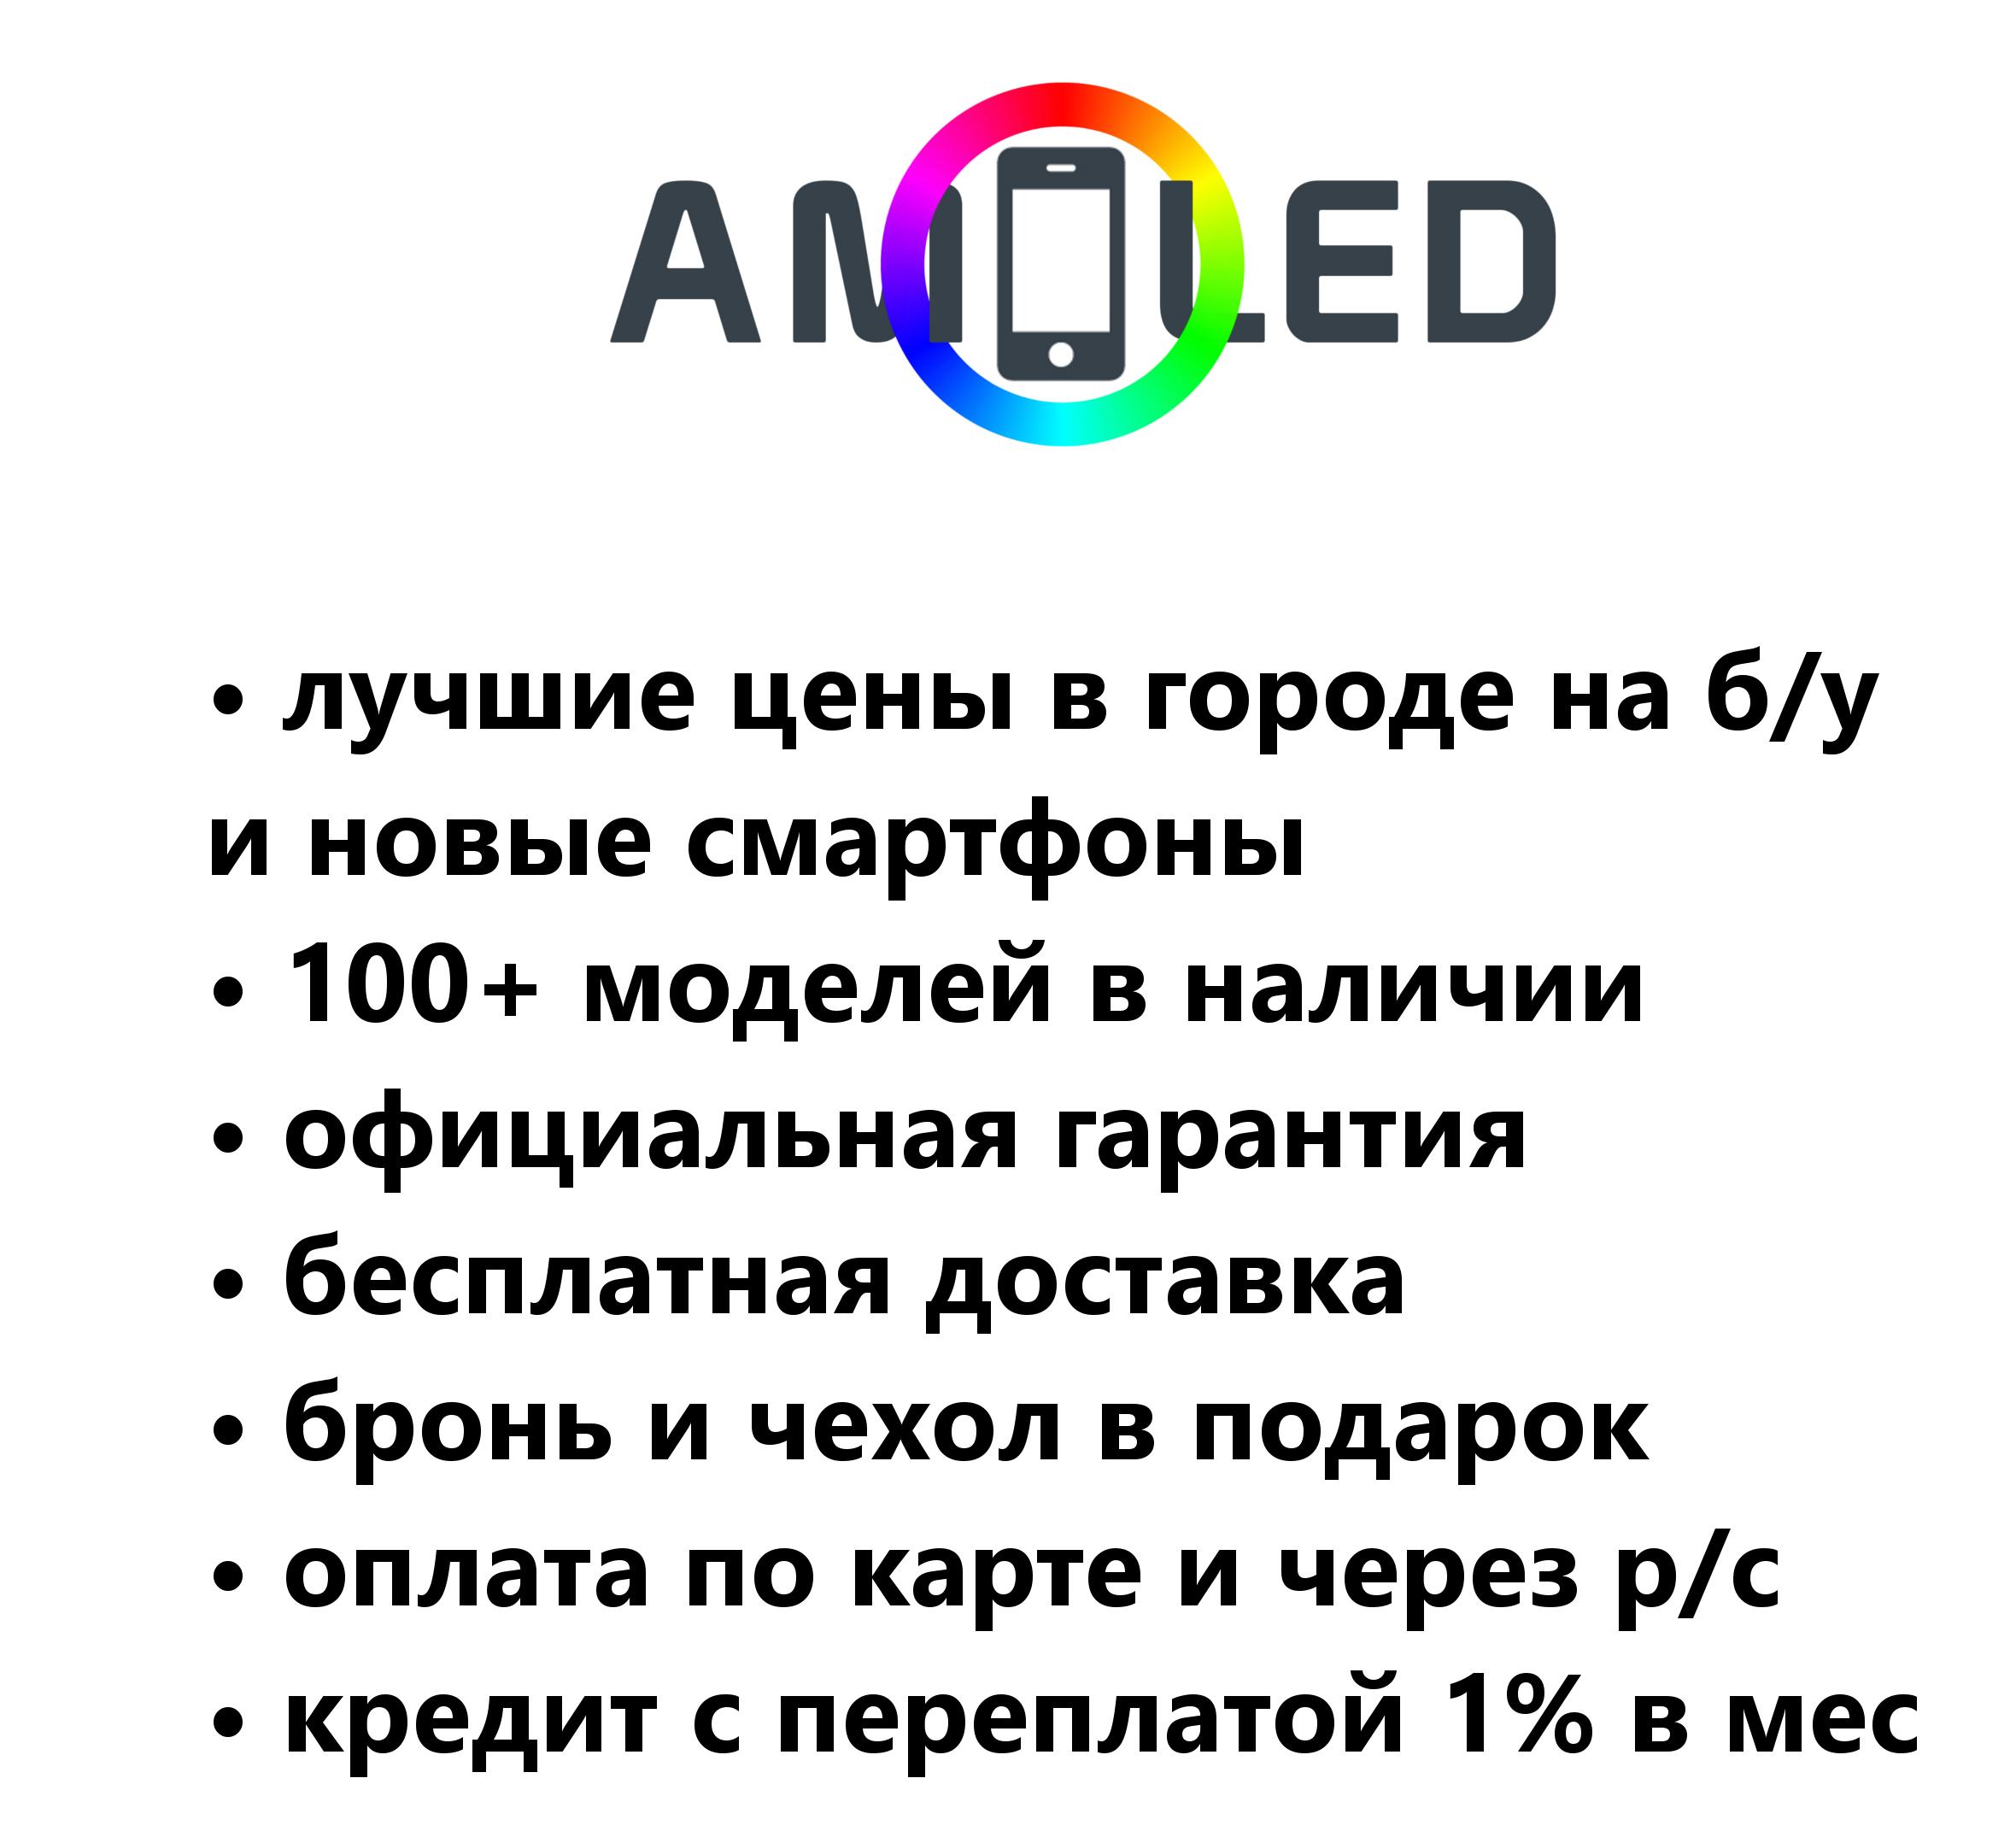 AMOLED
• лучшие цены в городе на б/у
и новые смартфоны
• 100+ моделей в наличии
• официальная гарантия
• бесплатная доставка
• бронь и чехол в подарок
• оплата по карте и через р/с
• кредит с переплатой 1% в мес